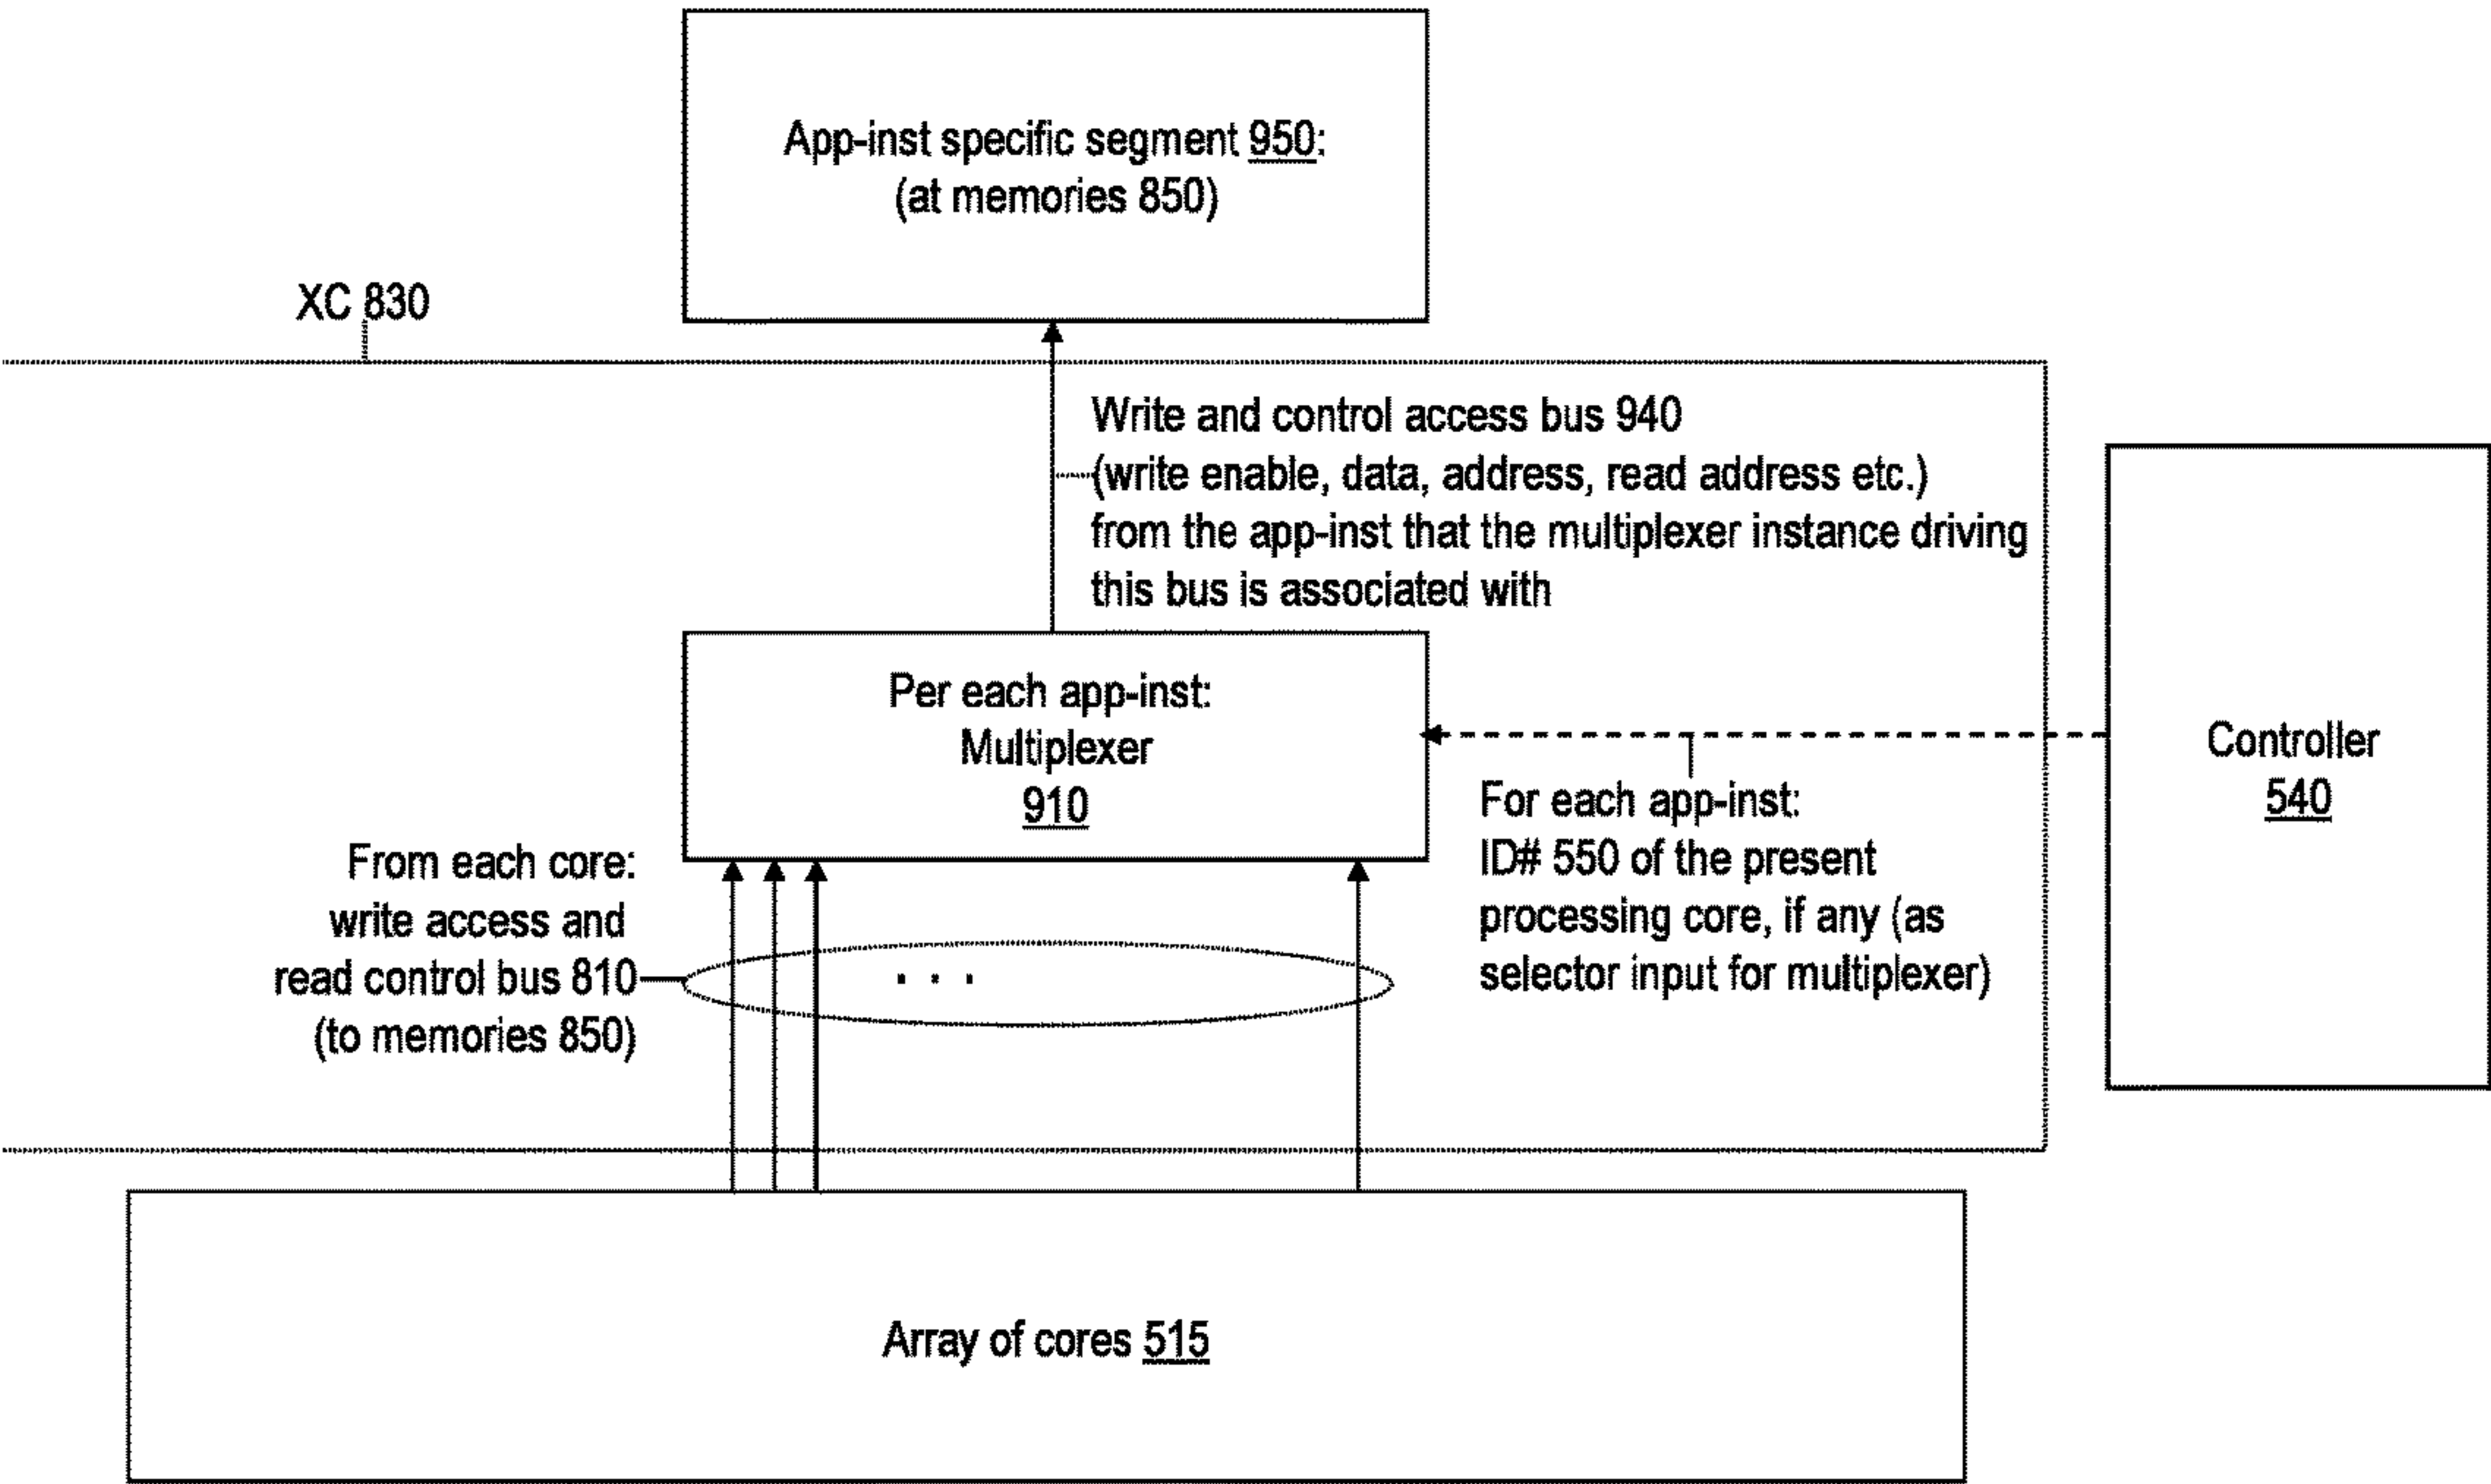 App-inst specific segment 950:
(at memories 850)
XC 830
Write and control access bus 940
(write enable, data, address, read address etc.)
from the app-inst that the multiplexer instance driving
this bus is associated with
Per each app-inst:
Multiplexer
910
Controller
540
For each app-inst:
ID# 550 of the present
processing core, if any (as
selector input for multiplexer)
From each core:
write access and
read control bus 810
(to memories 850)
. . .
Array of cores 515